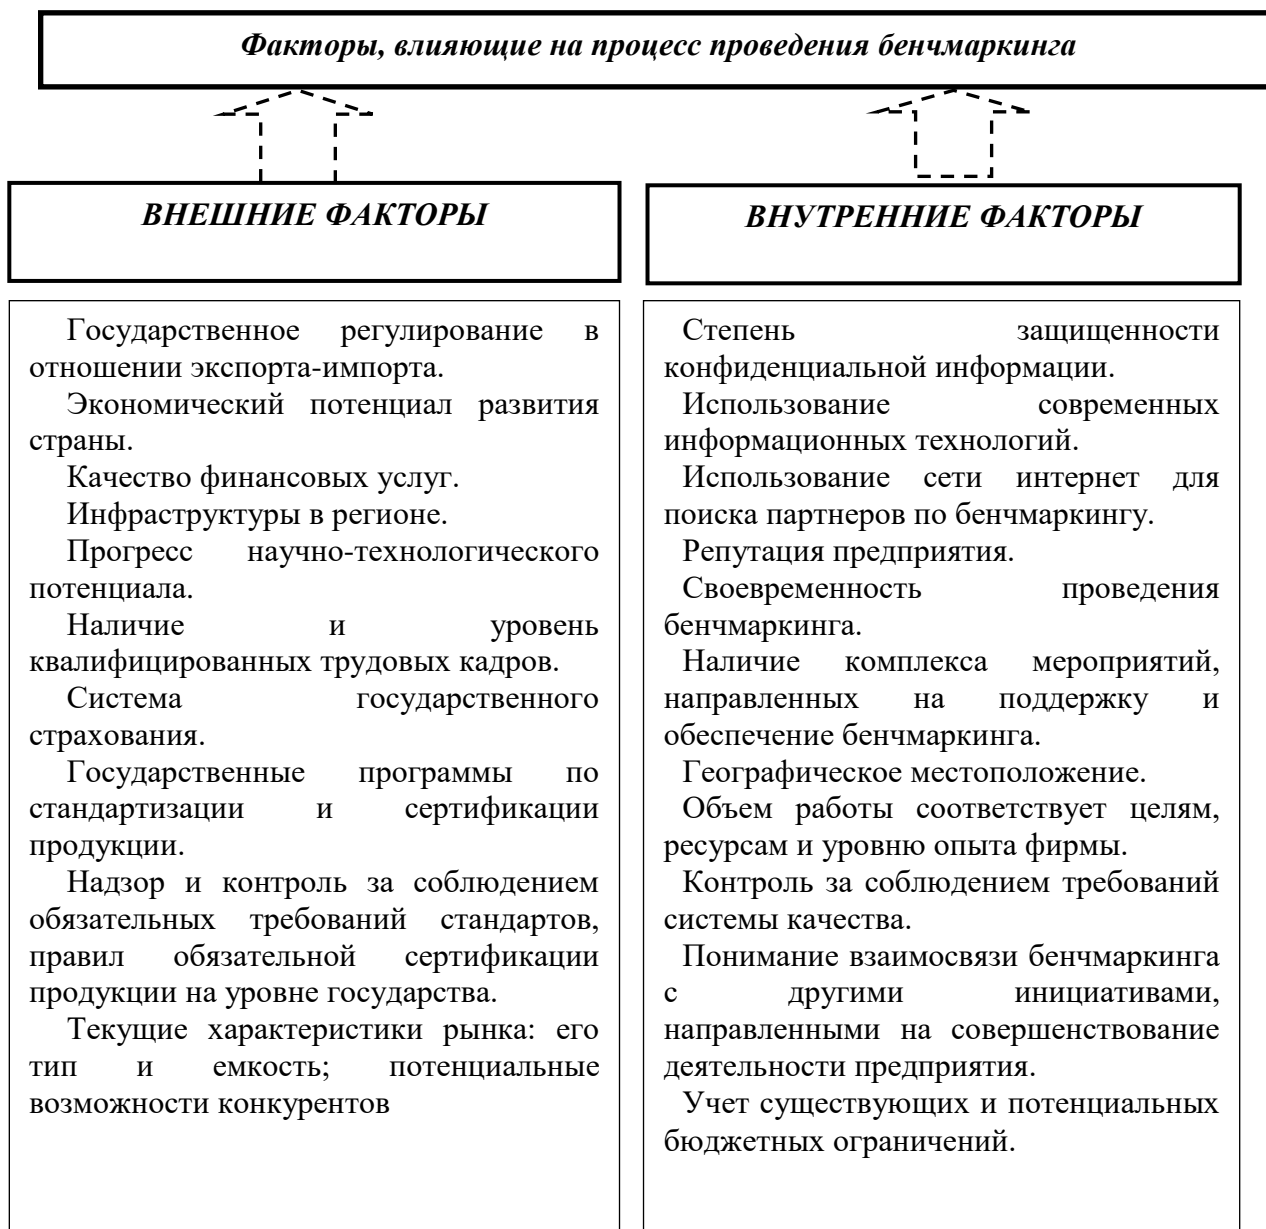 Факторы, влияющие на процесс проведения бенчмаркинга
ВНЕШНИЕ ФАКТОРЫ
Государственное регулирование в
отношении экспорта-импорта.
Экономический потенциал развития
страны.
Качество финансовых услуг.
Инфраструктуры в регионе.
Прогресс научно-технологического
потенциала.
Наличие и уровень
квалифицированных трудовых кадров.
Система государственного
страхования.
Государственные программы по
стандартизации и сертификации
продукции.
Надзор и контроль за соблюдением
обязательных требований стандартов,
правил обязательной сертификации
продукции на уровне государства.
Текущие характеристики рынка: его
тип и емкость; потенциальные
возможности конкурентов
ВНУТРЕННИЕ ФАКТОРЫ
Степень защищенности
конфиденциальной информации.
Использование современных
информационных технологий.
Использование сети интернет для
поиска партнеров по бенчмаркингу.
Репутация предприятия.
Своевременность проведения
бенчмаркинга.
Наличие комплекса мероприятий,
направленных на поддержку и
обеспечение бенчмаркинга.
Географическое местоположение.
Объем работы соответствует целям,
ресурсам и уровню опыта фирмы.
Контроль за соблюдением требований
системы качества.
Понимание взаимосвязи бенчмаркинга
с другими инициативами,
направленными на совершенствование
деятельности предприятия.
Учет существующих и потенциальных
бюджетных ограничений.